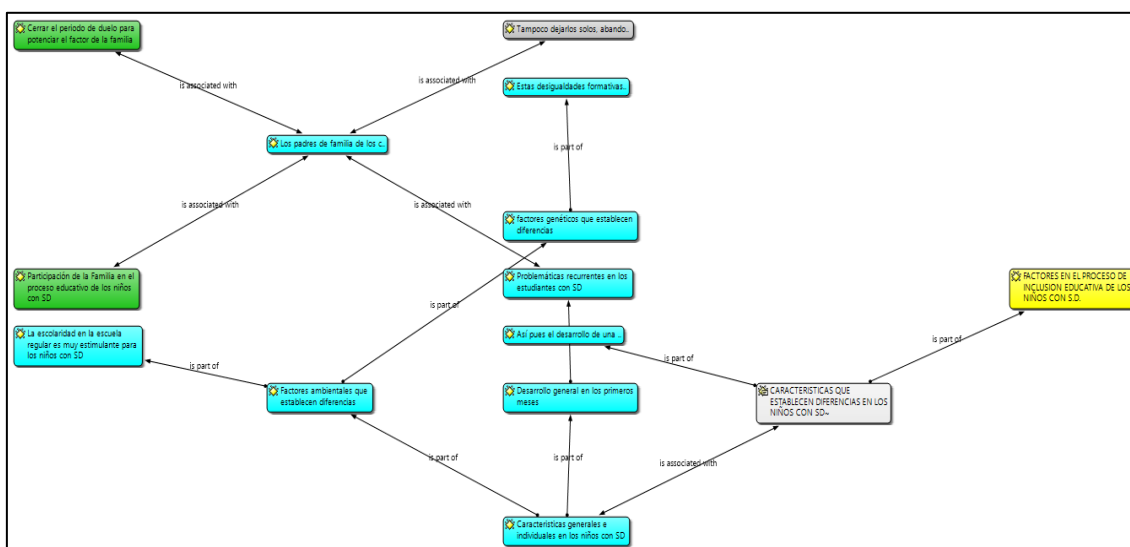 Cerrar el periodo de duelo para
potenciar el factor de la familia
Tampoco dejarlos solos, abando..
is associated with
is associated with
Estas desigualdades formativas..
Los padres de familia de los c..
is part of
is associated with
is associated with
factores genéticos que establecen
diferencias
Participación de la Familia en el
proceso educativo de los niños
con SD
Problemáticas recurrentes en los
estudiantes con SD
FACTORES EN EL PROCESO DE
INCLUSION EDUCATIVA DE LOS
NIÑOS CON S.D.
is part of
La escolaridad en la escuela
regular es muy estimulante para
los niños con SD
Así pues el desarrollo de una ..
is part of
is part of
is part of
Factores ambientales que
establecen diferencias
Desarrollo general en los primeros
meses
CARACTERISTICAS QUE
ESTABLECEN DIFERENCIAS EN LOS
NIÑOS CON SD~
is part of
is part of
is associated with
Características generales e
individuales en los niños con SD